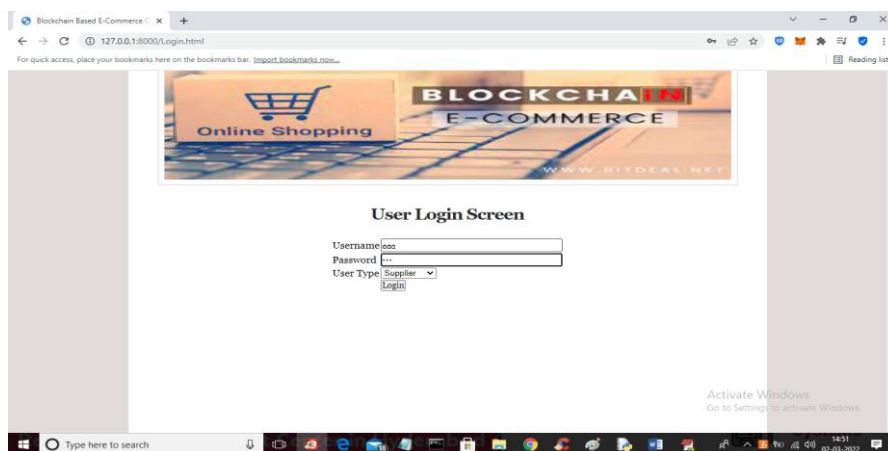 Blockchain Based E-Commerce
127.0.0.1:8000/Login.html
For quick access, place your bookmarks here on the bookmarks bar. Import bookmarks now...
Reading list
Online Shopping
BLOCKCHAIN
E-COMMERCE
WWW.BITDEAL.NET
User Login Screen
Username aaa
Password ...
User Type Supplier
Login
Activate Windows
Go to Settings to activate Windows.
Type here to search
14:51
02-03-2022